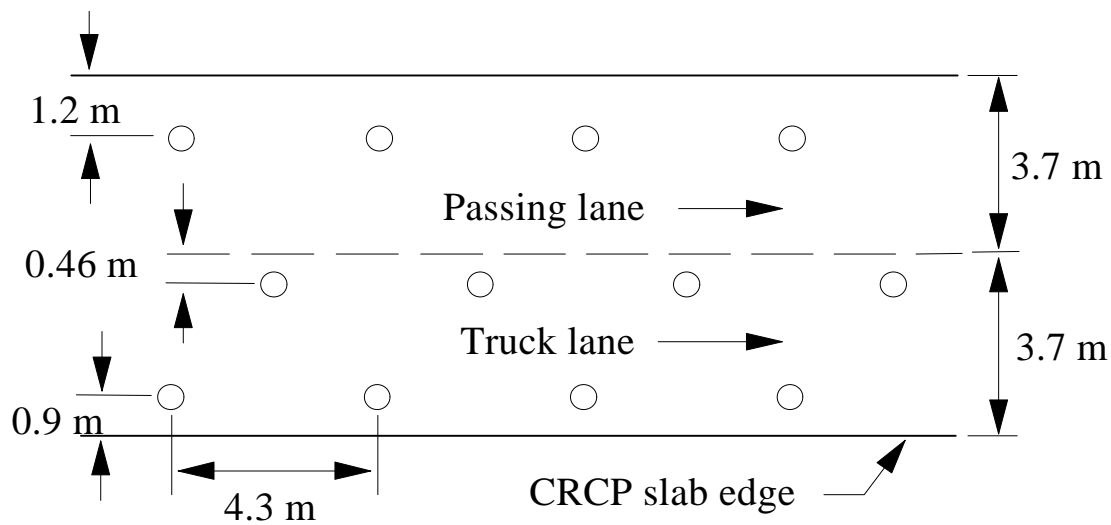 1.2 m
3.7 m
Passing lane
0.46 m
Truck lane
3.7 m
0.9 m
4.3 m
CRCP slab edge